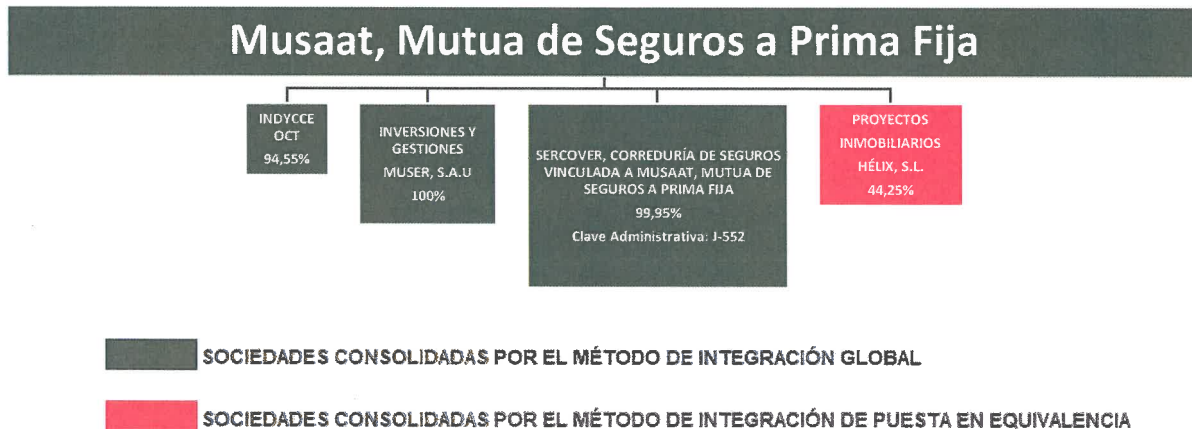 Musaat, Mutua de Seguros a Prima Fija
INDYCCE
OCT
94,55%
INVERSIONES Y
GESTIONES
MUSER, S.A.U
100%
SERCOVER, CORREDURÍA DE SEGUROS
VINCULADA A MUSAAT, MUTUA DE
SEGUROS A PRIMA FIJA
99,95%
Clave Administrativa: J-552
PROYECTOS
INMOBILIARIOS
HÉLIX, S.L.
44,25%
SOCIEDADES CONSOLIDADAS POR EL MÉTODO DE INTEGRACIÓN GLOBAL
SOCIEDADES CONSOLIDADAS POR EL MÉTODO DE INTEGRACIÓN DE PUESTA EN EQUIVALENCIA